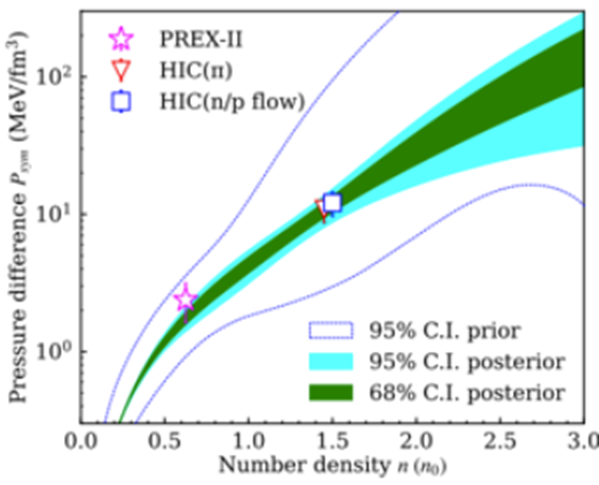 PREX-II
HIC(π)
HIC(n/p flow)
Pressure difference P_sym (MeV/fm³)
10²
10¹
10⁰
95% C.I. prior
95% C.I. posterior
68% C.I. posterior
0.0 0.5 1.0 1.5 2.0 2.5 3.0
Number density n (n₀)